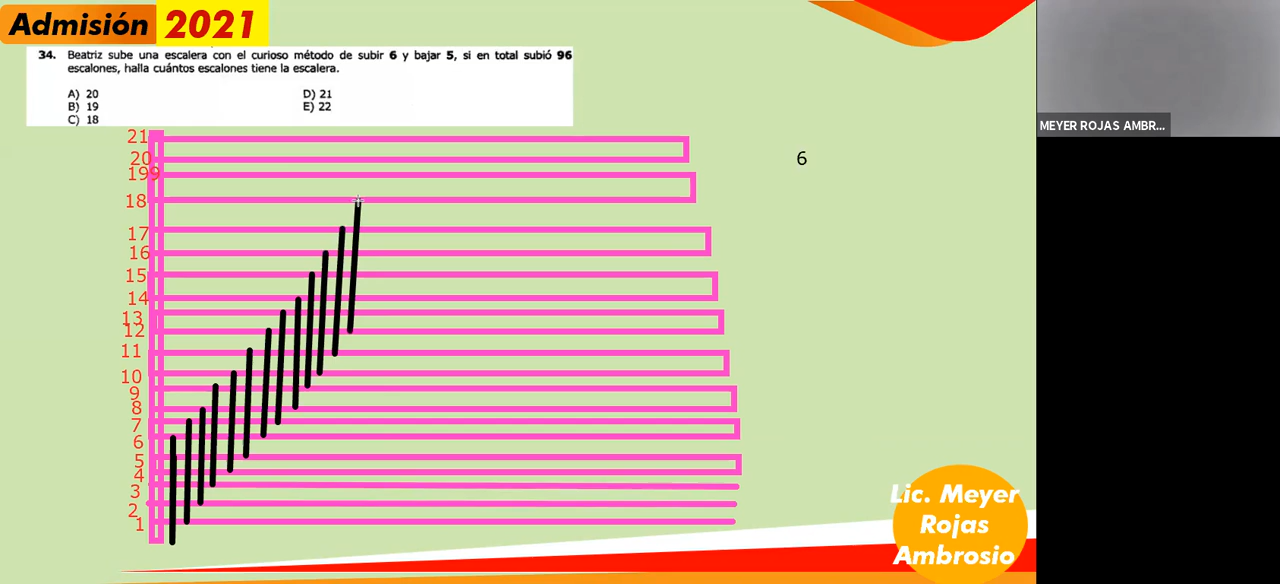 Admisión 2021
34. Beatriz sube una escalera con el curioso método de subir 6 y bajar 5, si en total subió 96
escalones, halla cuántos escalones tiene la escalera.
A) 20
D) 21
B) 19
E) 22
C) 18
MEYER ROJAS AMBR...
21
20
6
199
18
17
16
15
14
13
12
11
10
9
8
7
6
5
4
3
2
1
Lic. Meyer
Rojas
Ambrosio